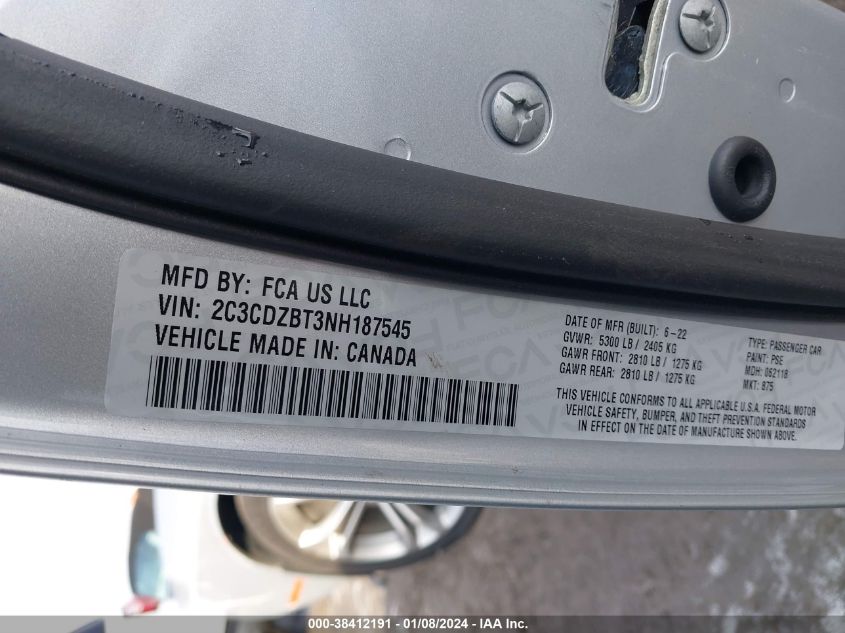 MFD BY: FCA US LLC
VIN: 2C3CDZBT3NH187545
VEHICLE MADE IN: CANADA
DATE OF MFR (BUILT): 6-22
GVWR: 5300 LB / 2405 KG
GAWR FRONT: 2810 LB / 1275 KG
GAWR REAR: 2810 LB / 1275 KG
TYPE: PASSENGER CAR
PAINT: PSE
MDH: 062118
MKT: 875
THIS VEHICLE CONFORMS TO ALL APPLICABLE U.S.A. FEDERAL MOTOR
VEHICLE SAFETY, BUMPER, AND THEFT PREVENTION STANDARDS
IN EFFECT ON THE DATE OF MANUFACTURE SHOWN ABOVE.
000-38412191 - 01/08/2024 - IAA Inc.